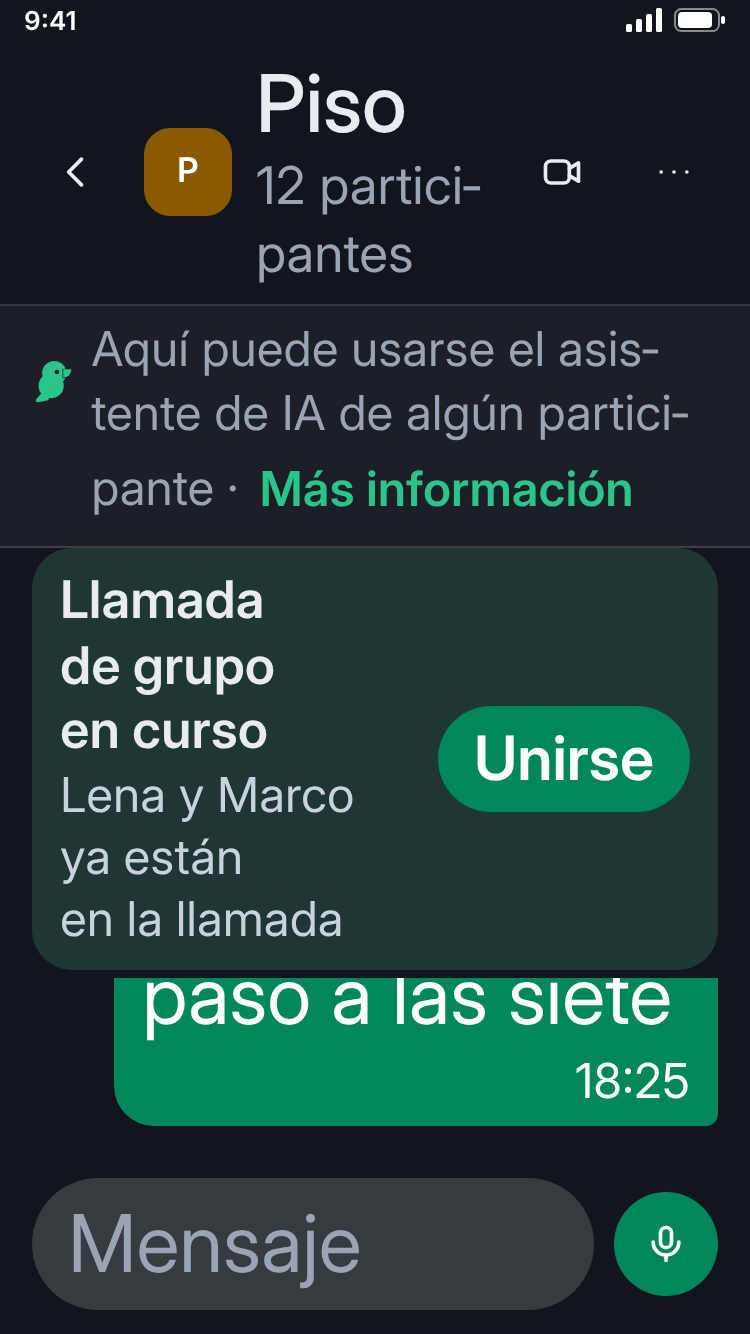 9:41
Piso
P
12 partici-
pantes
Aquí puede usarse el asis-
tente de IA de algún partici-
pante · Más información
Llamada
de grupo
en curso
Unirse
Lena y Marco
ya están
en la llamada
paso a las siete
18:25
Mensaje